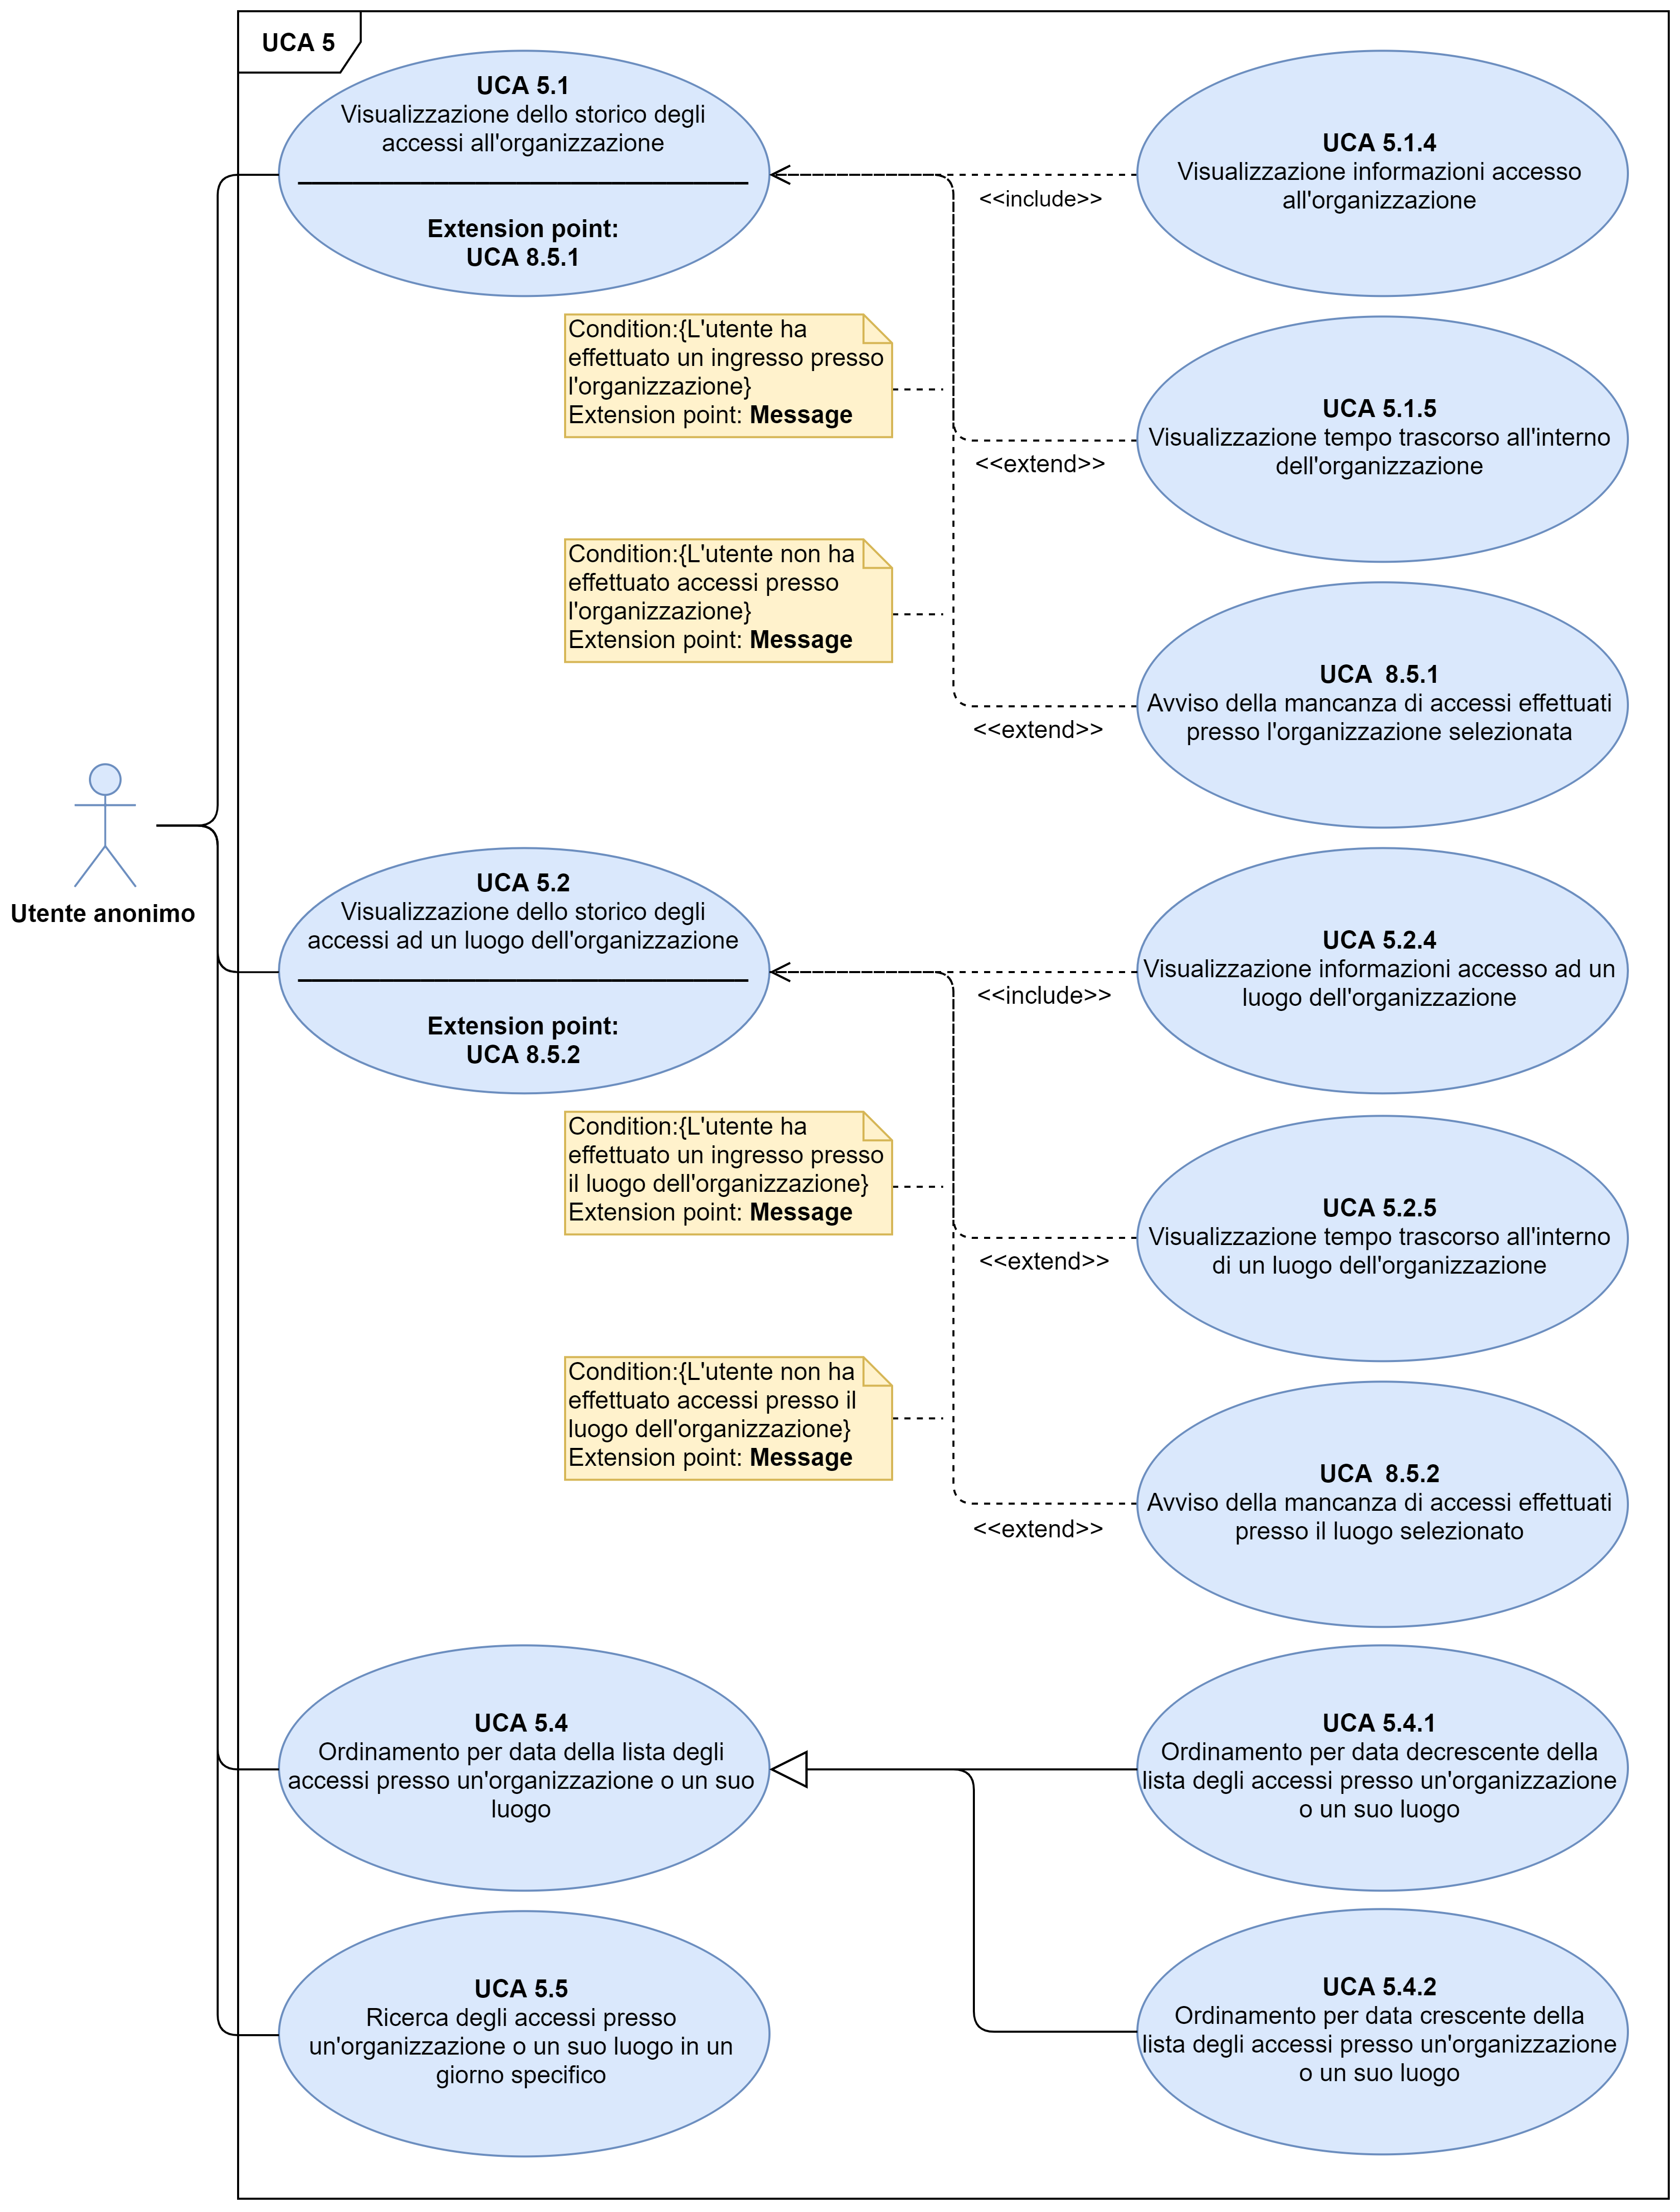 UCA 5
UCA 5.1
Visualizzazione dello storico degli
accessi all'organizzazione
Extension point:
UCA 8.5.1
UCA 5.1.4
Visualizzazione informazioni accesso
all'organizzazione
<<include>>
Condition:{L'utente ha
effettuato un ingresso presso
l'organizzazione}
Extension point: Message
UCA 5.1.5
Visualizzazione tempo trascorso all'interno
dell'organizzazione
<<extend>>
Condition:{L'utente non ha
effettuato accessi presso
l'organizzazione}
Extension point: Message
UCA  8.5.1
Avviso della mancanza di accessi effettuati
presso l'organizzazione selezionata
<<extend>>
Utente anonimo
UCA 5.2
Visualizzazione dello storico degli
accessi ad un luogo dell'organizzazione
Extension point:
UCA 8.5.2
UCA 5.2.4
Visualizzazione informazioni accesso ad un
luogo dell'organizzazione
<<include>>
Condition:{L'utente ha
effettuato un ingresso presso
il luogo dell'organizzazione}
Extension point: Message
UCA 5.2.5
Visualizzazione tempo trascorso all'interno
di un luogo dell'organizzazione
<<extend>>
Condition:{L'utente non ha
effettuato accessi presso il
luogo dell'organizzazione}
Extension point: Message
UCA  8.5.2
Avviso della mancanza di accessi effettuati
presso il luogo selezionato
<<extend>>
UCA 5.4
Ordinamento per data della lista degli
accessi presso un'organizzazione o un suo
luogo
UCA 5.4.1
Ordinamento per data decrescente della
lista degli accessi presso un'organizzazione
o un suo luogo
UCA 5.5
Ricerca degli accessi presso
un'organizzazione o un suo luogo in un
giorno specifico
UCA 5.4.2
Ordinamento per data crescente della
lista degli accessi presso un'organizzazione
o un suo luogo